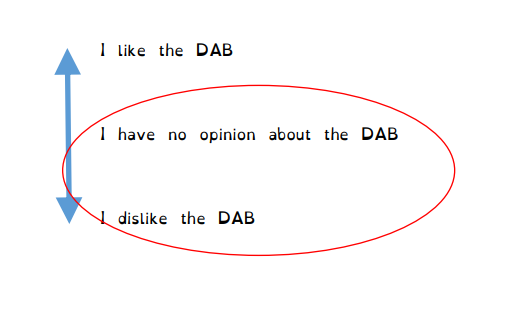 I like the DAB
I have no opinion about the DAB
I dislike the DAB